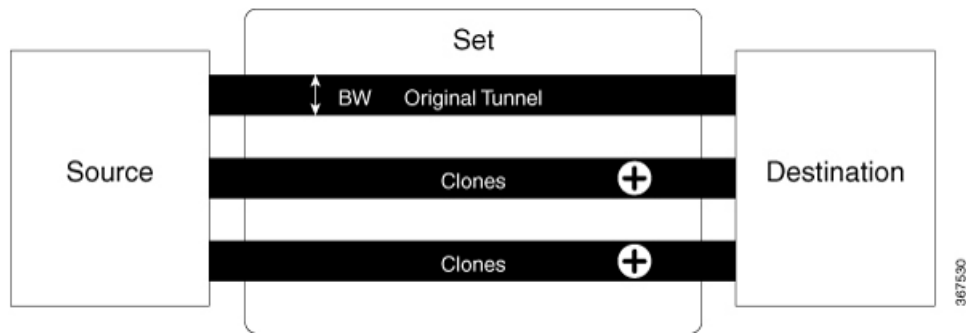 Set
BW Original Tunnel
Source
Clones
Destination
Clones
367530